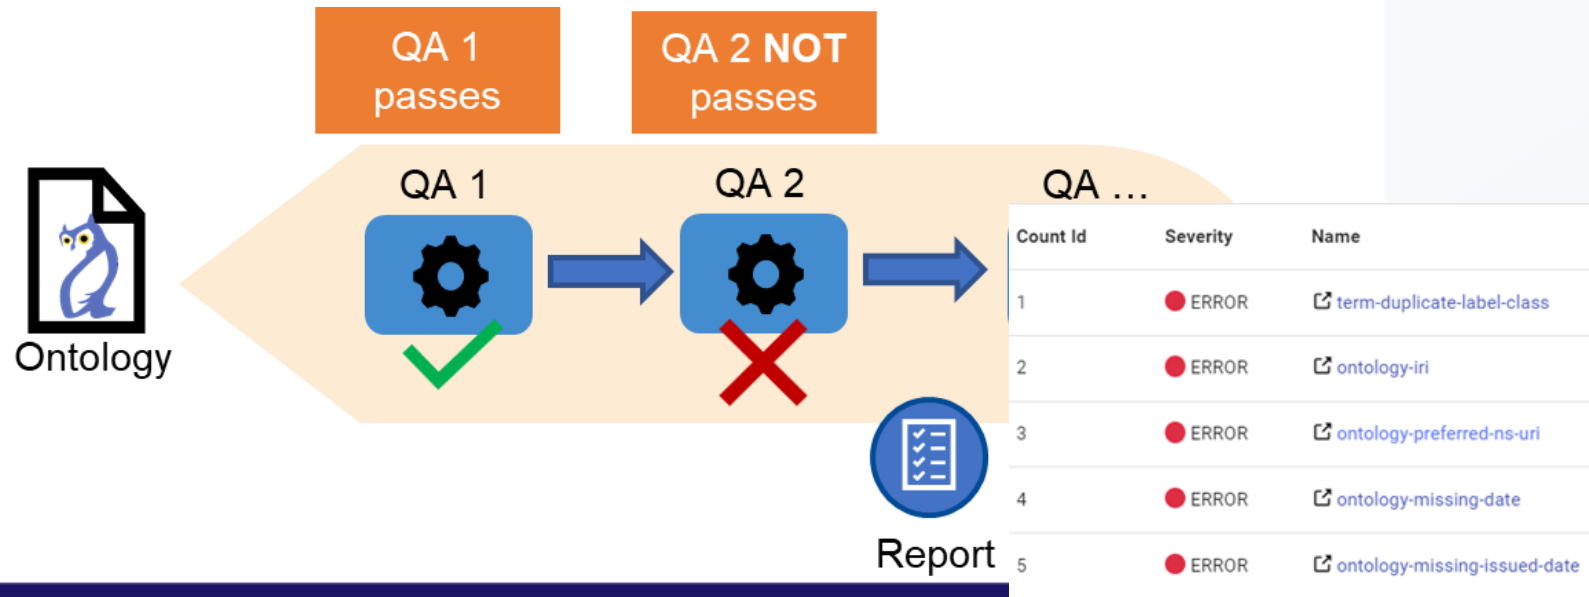 QA 1
passes
QA 2 NOT
passes
QA 1
QA 2
QA ...
Ontology
Report
Count Id Severity Name
1 ERROR term-duplicate-label-class
2 ERROR ontology-iri
3 ERROR ontology-preferred-ns-uri
4 ERROR ontology-missing-date
5 ERROR ontology-missing-issued-date